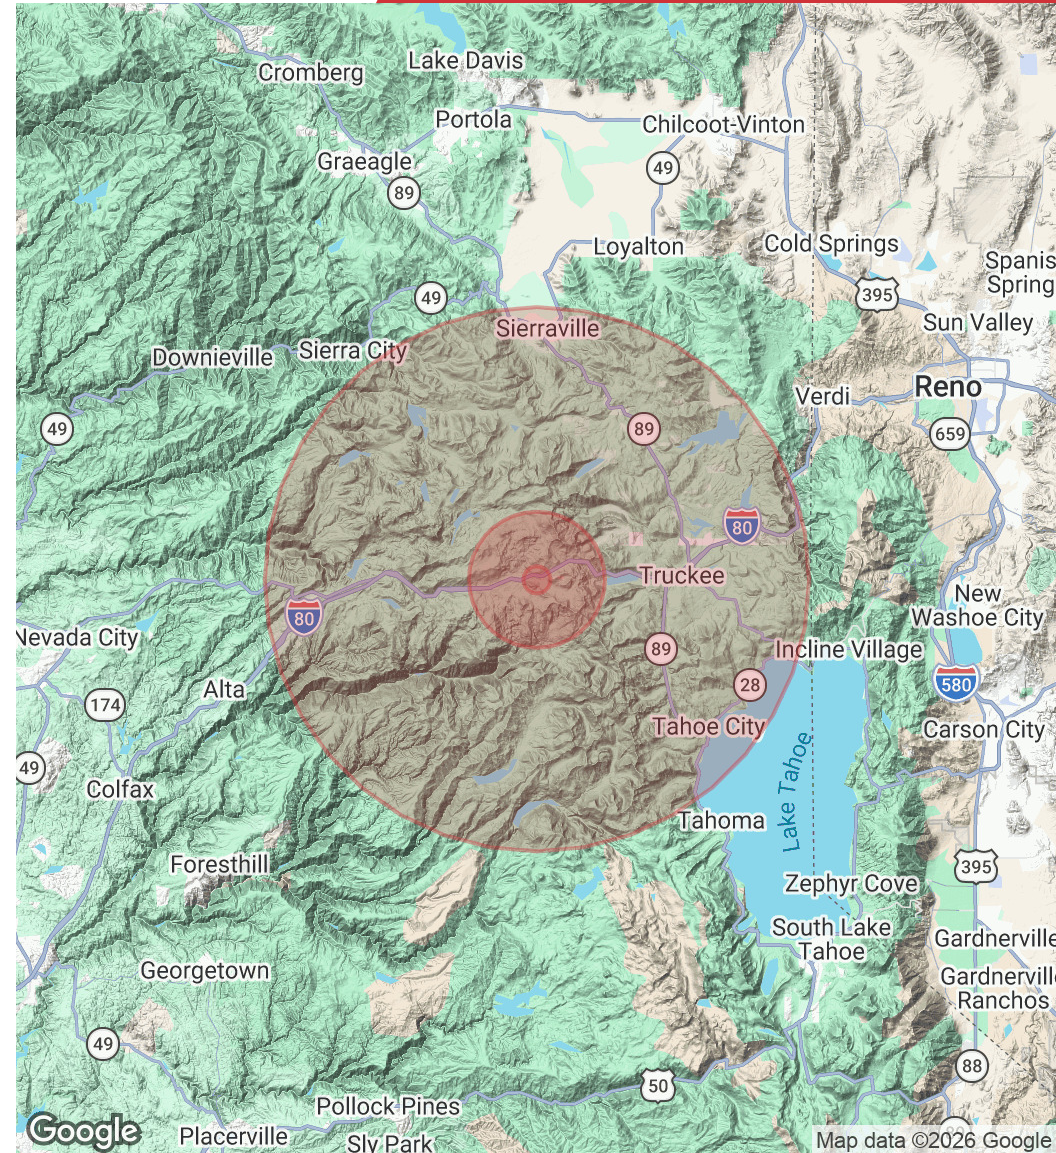 Lake Davis
Cromberg
Portola
Chilcoot-Vinton
Graeagle
49
89
Loyalton
Cold Springs
Spanis
Spring
49
395
Sierraville
Sun Valley
Downieville
Sierra City
Verdi
Reno
49
89
659
80
Truckee
New
Washoe City
80
Nevada City
89
Incline Village
Alta
28
580
174
Tahoe City
Carson City
Lake Tahoe
49
Colfax
Tahoma
Foresthill
395
Zephyr Cove
South Lake
Tahoe
Gardnerville
Georgetown
Gardnervill
Ranchos
49
88
50
Pollock Pines
Placerville
Sly Park
Google
Map data ©2026 Google